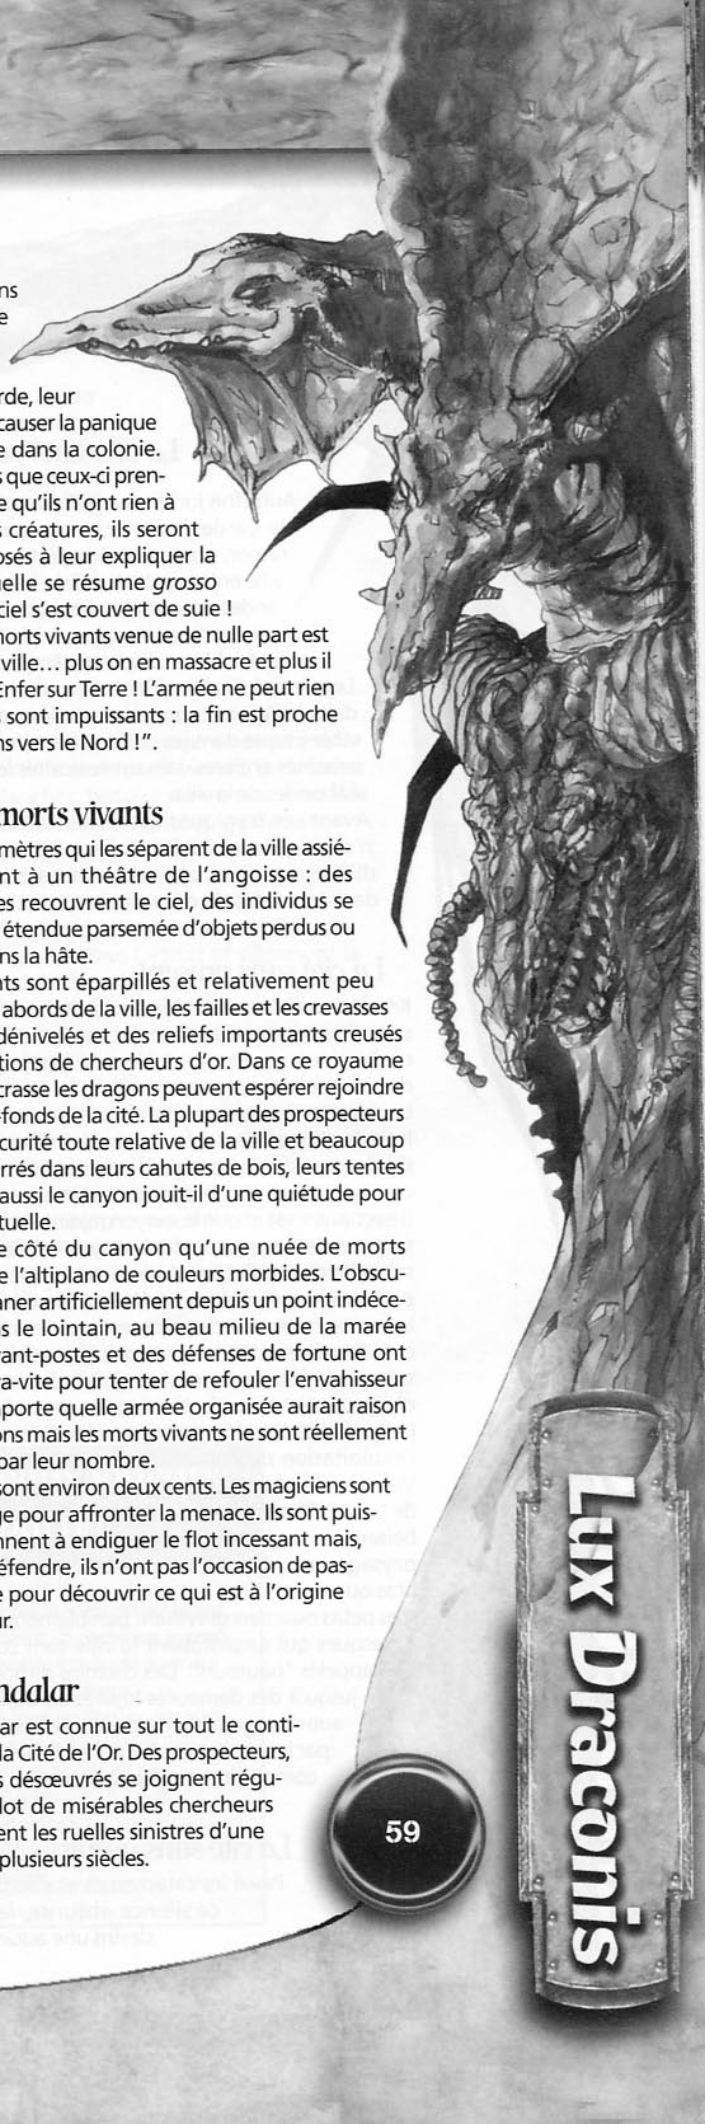 ns
e
rde, leur
causer la panique
e dans la colonie.
s que ceux-ci pren-
e qu'ils n'ont rien à
s créatures, ils seront
osés à leur expliquer la
uelle se résume grosso
ciel s'est couvert de suie !
morts vivants venue de nulle part est
ville… plus on en massacre et plus il
Enfer sur Terre ! L'armée ne peut rien
s sont impuissants : la fin est proche
ns vers le Nord !”.
morts vivants
mètres qui les séparent de la ville assié-
nt à un théâtre de l'angoisse : des
es recouvrent le ciel, des individus se
étendue parsemée d'objets perdus ou
ns la hâte.
nts sont éparpillés et relativement peu
abords de la ville, les failles et les crevasses
dénivelés et des reliefs importants creusés
tions de chercheurs d'or. Dans ce royaume
crasse les dragons peuvent espérer rejoindre
-fonds de la cité. La plupart des prospecteurs
curité toute relative de la ville et beaucoup
rrés dans leurs cahutes de bois, leurs tentes
aussi le canyon jouit-il d'une quiétude pour
tuelle.
e côté du canyon qu'une nuée de morts
e l'altiplano de couleurs morbides. L'obscu-
aner artificiellement depuis un point indéce-
s le lointain, au beau milieu de la marée
vant-postes et des défenses de fortune ont
va-vite pour tenter de refouler l'envahisseur
mporte quelle armée organisée aurait raison
ons mais les morts vivants ne sont réellement
par leur nombre.
sont environ deux cents. Les magiciens sont
ge pour affronter la menace. Ils sont puis-
nnent à endiguer le flot incessant mais,
éfendre, ils n'ont pas l'occasion de pas-
e pour découvrir ce qui est à l'origine
ur.
ndalar
ar est connue sur tout le conti-
la Cité de l'Or. Des prospecteurs,
s désœuvrés se joignent régu-
lot de misérables chercheurs
ent les ruelles sinistres d'une
plusieurs siècles.
59
Lux Draconis